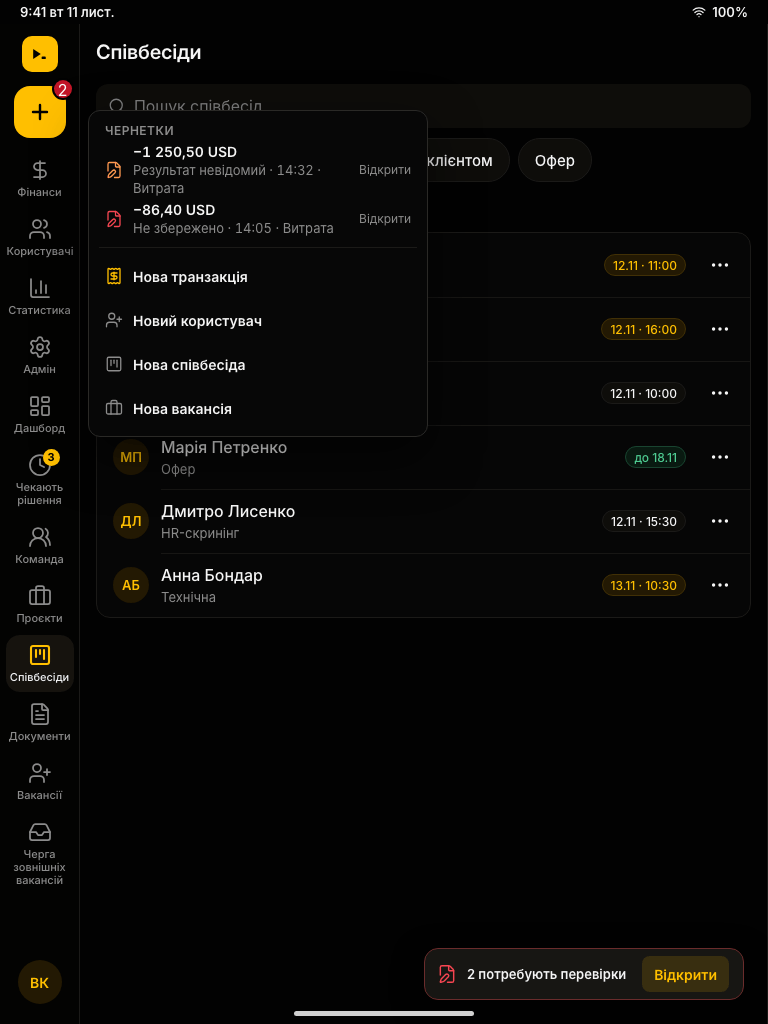 9:41 вт 11 лист.
100%
2
Фінанси
Користувачі
Статистика
Адмін
Дашборд
3
Чекають
рішення
Команда
Проєкти
Співбесіди
Документи
Вакансії
Черга
зовнішніх
вакансій
ВК
Співбесіди
Пошук співбесід
клієнтом
Офер
ЧЕРНЕТКИ
−1 250,50 USD
Результат невідомий · 14:32 ·
Витрата
Відкрити
−86,40 USD
Не збережено · 14:05 · Витрата
Відкрити
Нова транзакція
Новий користувач
Нова співбесіда
Нова вакансія
12.11 · 11:00
12.11 · 16:00
12.11 · 10:00
МП
Марія Петренко
Офер
до 18.11
ДЛ
Дмитро Лисенко
HR-скринінг
12.11 · 15:30
АБ
Анна Бондар
Технічна
13.11 · 10:30
2 потребують перевірки
Відкрити